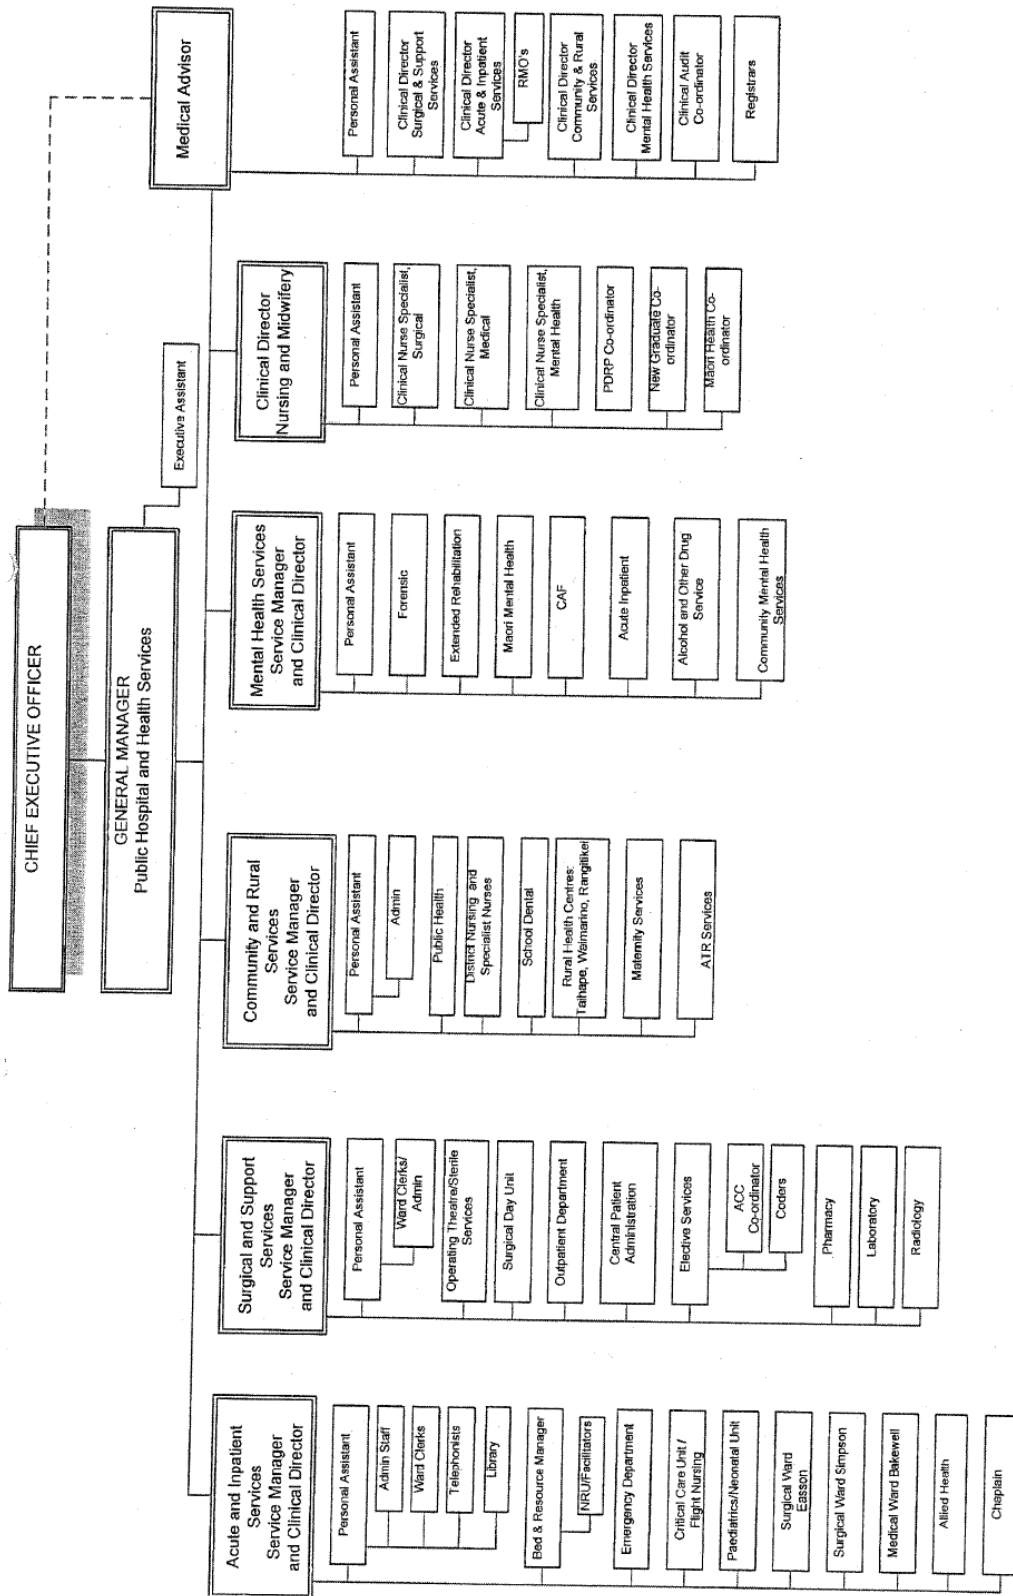 CHIEF EXECUTIVE OFFICER
GENERAL MANAGER
Public Hospital and Health Services
Executive Assistant
Acute and Inpatient
Services
Service Manager
and Clinical Director
Personal Assistant
Admin Staff
Ward Clerks
Telephonists
Library
Bed & Resource Manager
NRU/Facilitators
Emergency Department
Critical Care Unit /
Flight Nursing
Paediatrics/Neonatal Unit
Surgical Ward
Easson
Surgical Ward Simpson
Medical Ward Bakewell
Allied Health
Chaplain
Surgical and Support
Services
Service Manager
and Clinical Director
Personal Assistant
Ward Clerks/
Admin
Operating Theatre/Sterile
Services
Surgical Day Unit
Outpatient Department
Central Patient
Administration
Elective Services
ACC
Co-ordinator
Coders
Pharmacy
Laboratory
Radiology
Community and Rural
Services
Service Manager
and Clinical Director
Personal Assistant
Admin
Public Health
District Nursing and
Specialist Nurses
School Dental
Rural Health Centres:
Taihape, Waimarino, Rangitikei
Maternity Services
ATR Services
Mental Health Services
Service Manager
and Clinical Director
Personal Assistant
Forensic
Extended Rehabilitation
Maori Mental Health
CAF
Acute Inpatient
Alcohol and Other Drug
Service
Community Mental Health
Services
Clinical Director
Nursing and Midwifery
Personal Assistant
Clinical Nurse Specialist,
Surgical
Clinical Nurse Specialist,
Medical
Clinical Nurse Specialist,
Mental Health
PDRP Co-ordinator
New Graduate Co-
ordinator
Maori Health Co-
ordinator
Medical Advisor
Personal Assistant
Clinical Director
Surgical & Support
Services
Clinical Director
Acute & Inpatient
Services
RMO's
Clinical Director
Community & Rural
Services
Clinical Director
Mental Health Services
Clinical Audit
Co-ordinator
Registrars